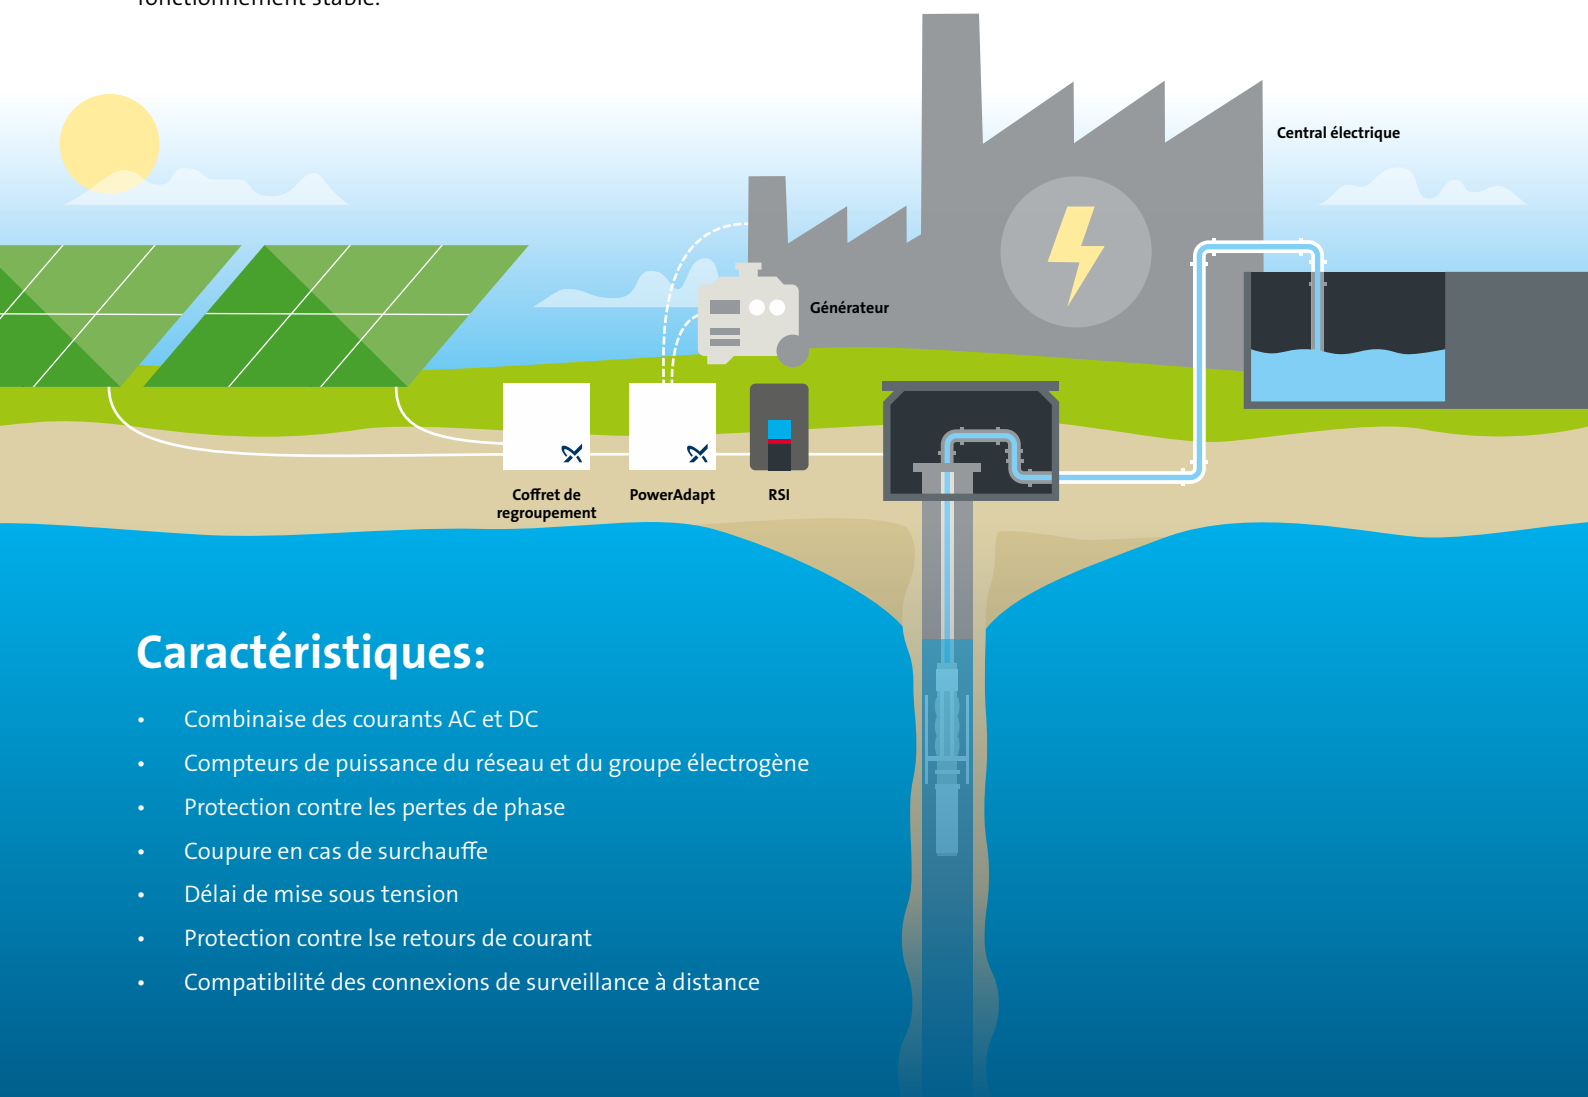 fonctionnement stable.
Central électrique
Générateur
Coffret de
regroupement
PowerAdapt
RSI
Caractéristiques:
• Combinaise des courants AC et DC
• Compteurs de puissance du réseau et du groupe électrogène
• Protection contre les pertes de phase
• Coupure en cas de surchauffe
• Délai de mise sous tension
• Protection contre lse retours de courant
• Compatibilité des connexions de surveillance à distance